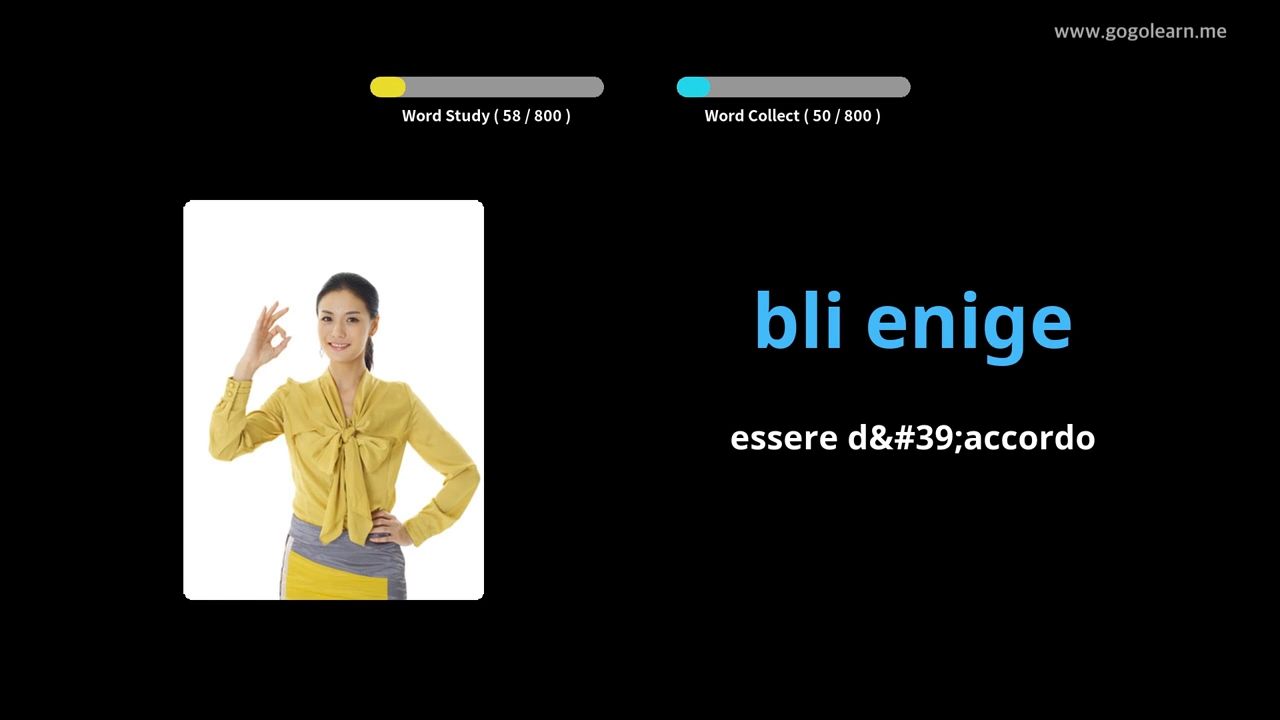 www.gogolearn.me
Word Study ( 58 / 800 )
Word Collect ( 50 / 800 )
bli enige
essere d&#39;accordo